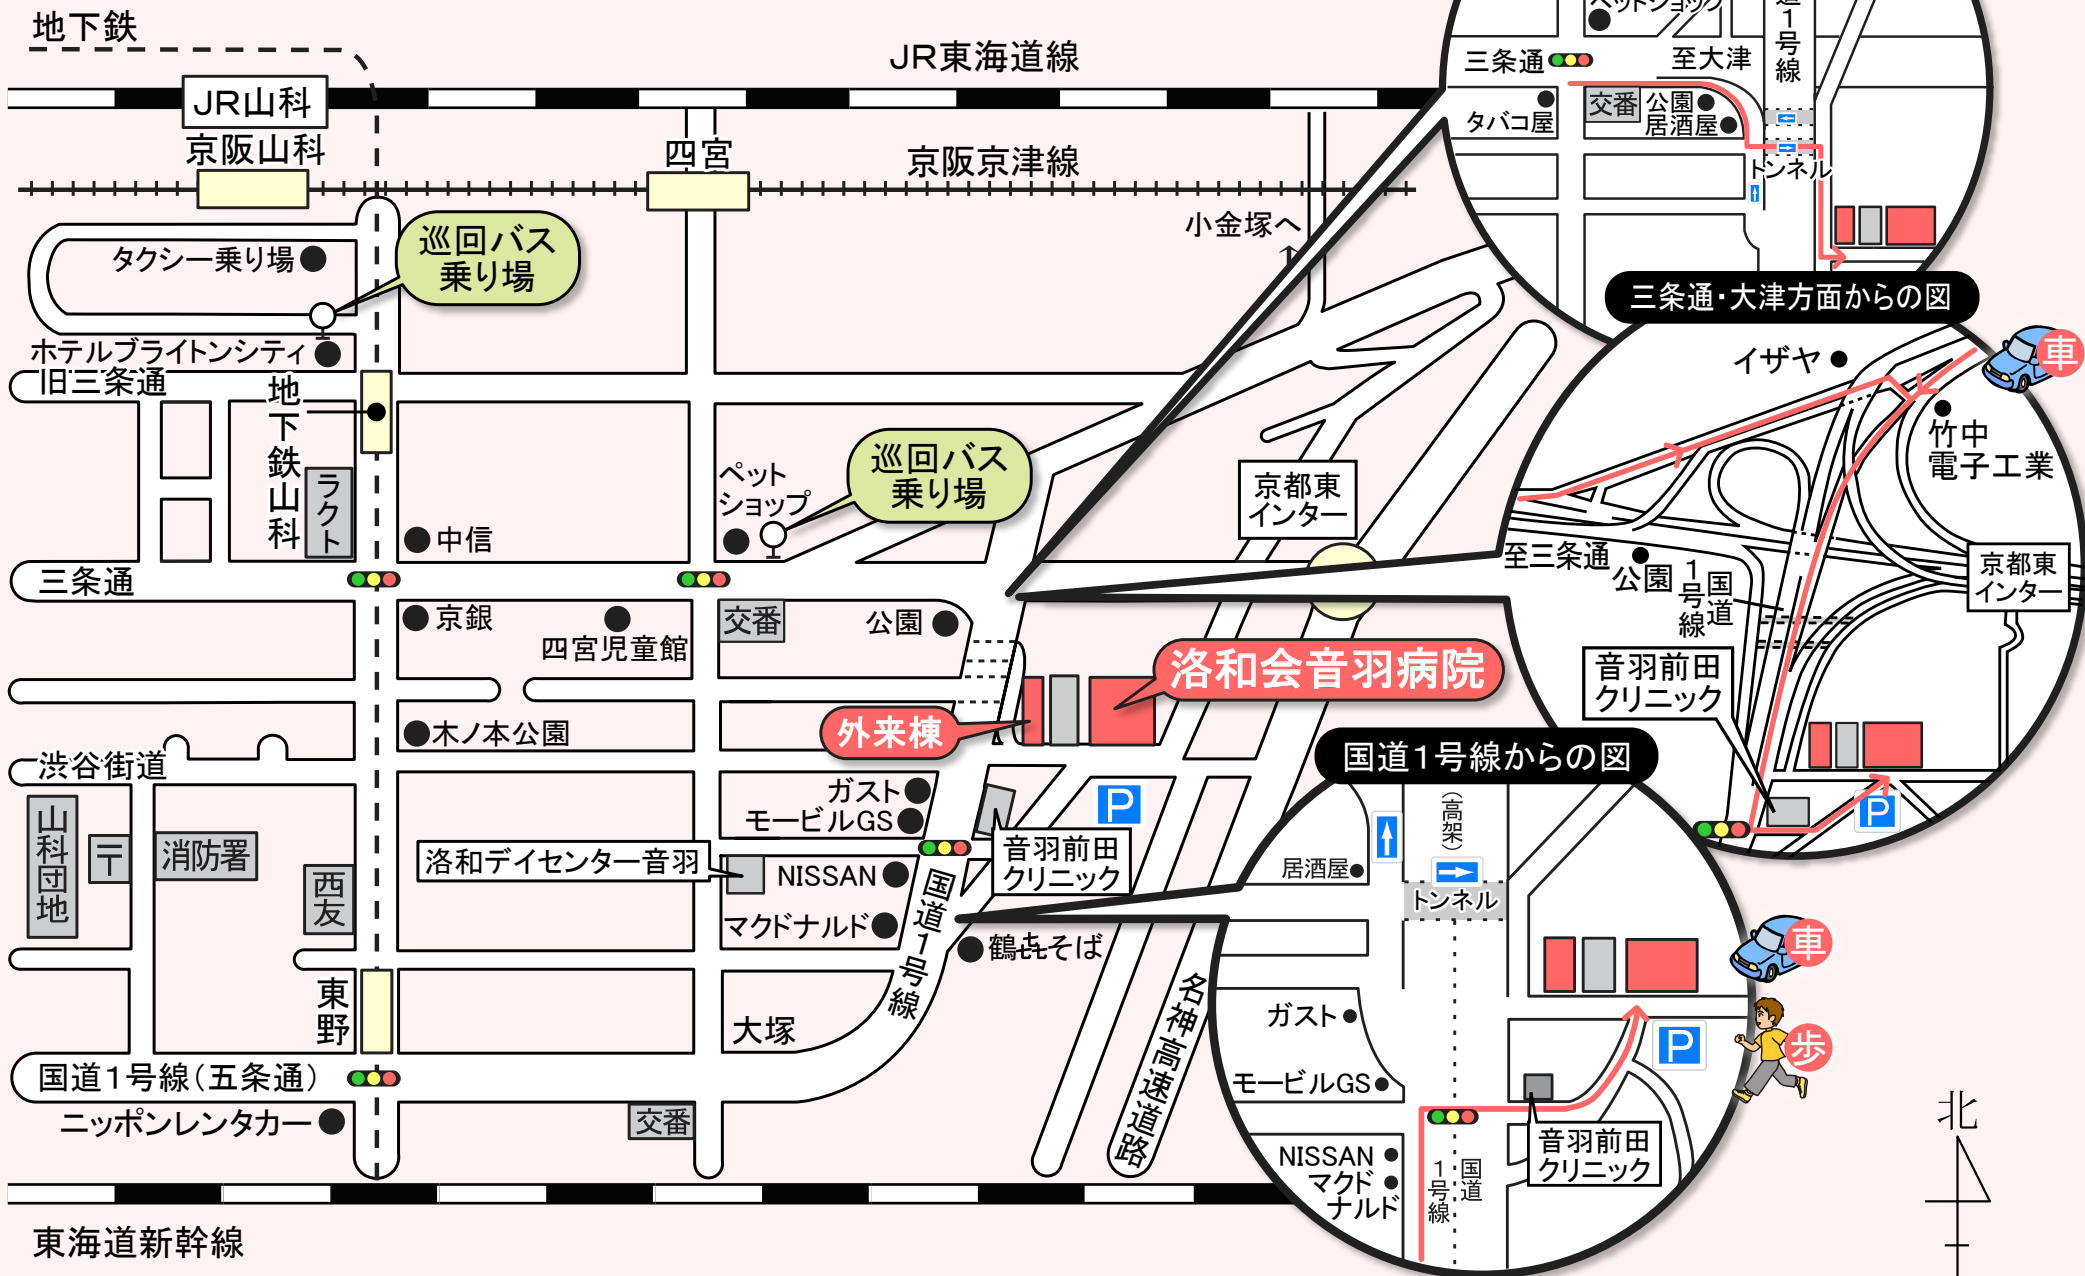 地下鉄
JR東海道線
JR山科
京阪山科
四宮
京阪京津線
小金塚へ
タクシー乗り場
巡回バス
乗り場
ホテルブライトンシティ
旧三条通
地下鉄山科
ラクト
中信
ペット
ショップ
巡回バス
乗り場
京都東
インター
三条通
京銀
四宮児童館
交番
公園
洛和会音羽病院
外来棟
木ノ本公園
渋谷街道
ガスト
モービルGS
P
山科団地
〒
消防署
西友
洛和デイセンター音羽
NISSAN
音羽前田
クリニック
マクドナルド
国道1号線
鶴㐂そば
東野
大塚
名神高速道路
国道1号線(五条通)
ニッポンレンタカー
交番
東海道新幹線
ペットショップ
三条通
至大津
道1号線
タバコ屋
交番
公園
居酒屋
トンネル
三条通・大津方面からの図
イザヤ
車
竹中
電子工業
至三条通
公園
国道
1号線
京都東
インター
音羽前田
クリニック
P
国道1号線からの図
(高架)
居酒屋
トンネル
車
ガスト
P
歩
モービルGS
音羽前田
クリニック
NISSAN
マクド
ナルド
国道
1号線
北